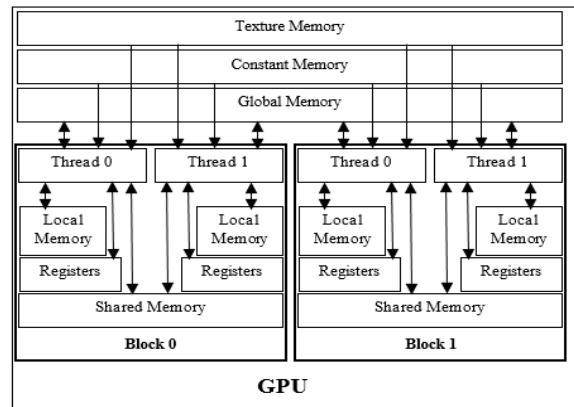 Texture Memory
Constant Memory
Global Memory
Thread 0
Thread 1
Local
Memory
Local
Memory
Registers
Registers
Shared Memory
Block 0
Thread 0
Thread 1
Local
Memory
Local
Memory
Registers
Registers
Shared Memory
Block 1
GPU